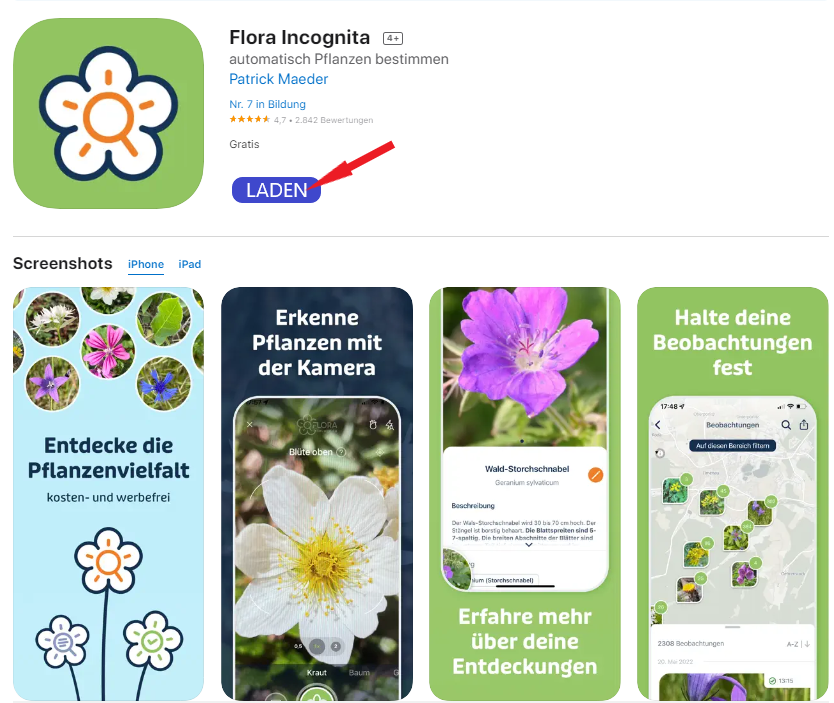 Flora Incognita 4+
automatisch Pflanzen bestimmen
Patrick Maeder
Nr. 7 in Bildung
4,7 • 2.842 Bewertungen
Gratis
LADEN
Screenshots iPhone iPad
Entdecke die
Pflanzenvielfalt
kosten- und werbefrei
Erkenne
Pflanzen mit
der Kamera
FLORA
Blüte oben
0,5
2
Kraut Baum
Wald-Storchschnabel
Geranium sylvaticum
Beschreibung
Der Wals-Storchschnabel wird 30 bis 70 cm hoch. Der
Stängel ist borstig behaart. Die Blattspreiten sind 5-
7-spaltig. Die breiten Abschnitte der Blätter sind
(Storchschnabel)
Erfahre mehr
über deine
Entdeckungen
Halte deine
Beobachtungen
fest
17:48
Beobachtungen
Auf diesen Bereich filtern
2308 Beobachtungen A-Z
20. Mai 2022
13:15